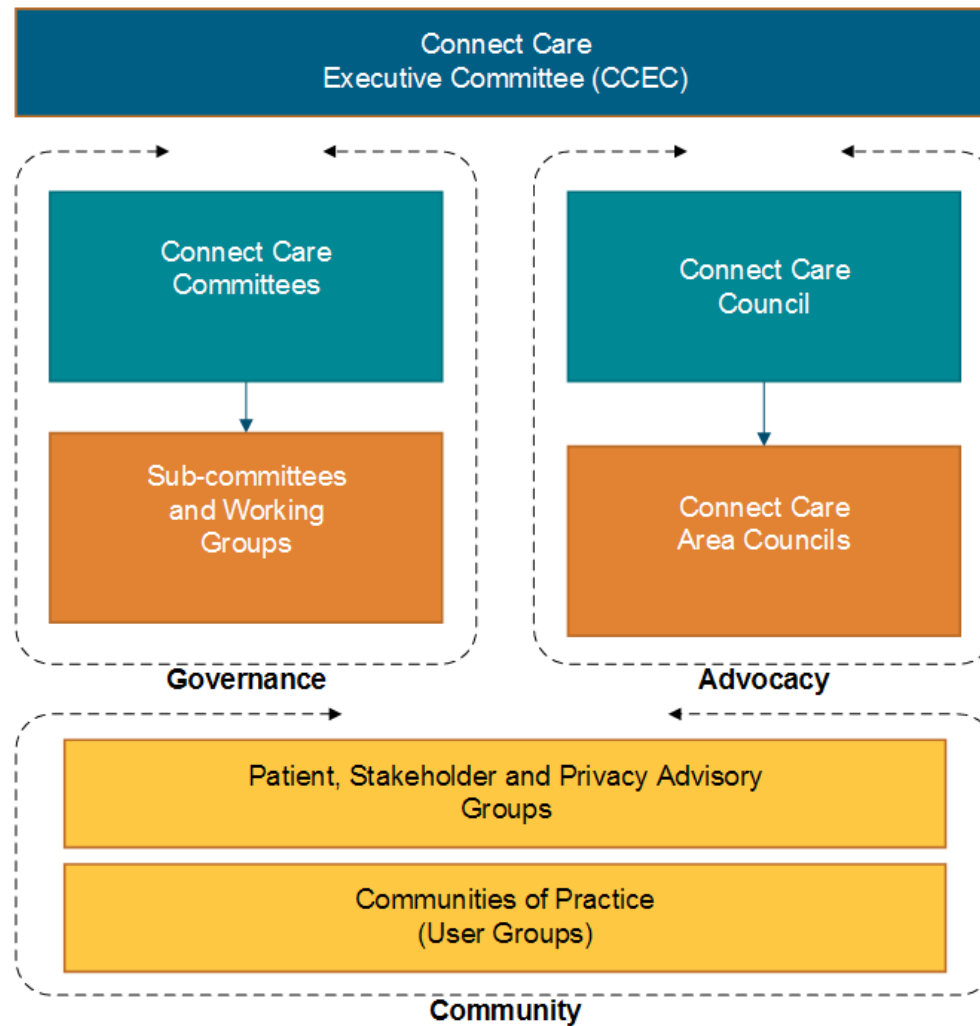 Connect Care
Executive Committee (CCEC)
Connect Care
Committees
Sub-committees
and Working
Groups
Governance
Connect Care
Council
Connect Care
Area Councils
Advocacy
Patient, Stakeholder and Privacy Advisory
Groups
Communities of Practice
(User Groups)
Community